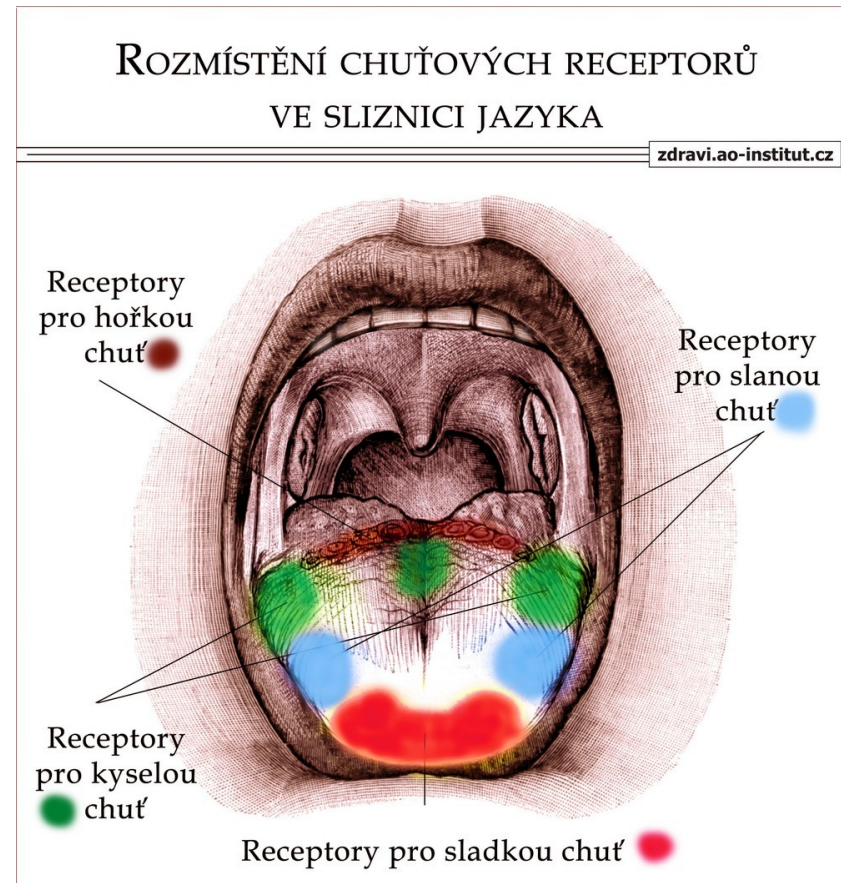 ROZMÍSTĚNÍ CHUŤOVÝCH RECEPTORŮ
VE SLIZNICI JAZYKA
zdravi.ao-institut.cz
Receptory
pro hořkou
chuť
Receptory
pro slanou
chuť
Receptory
pro kyselou
chuť
Receptory pro sladkou chuť